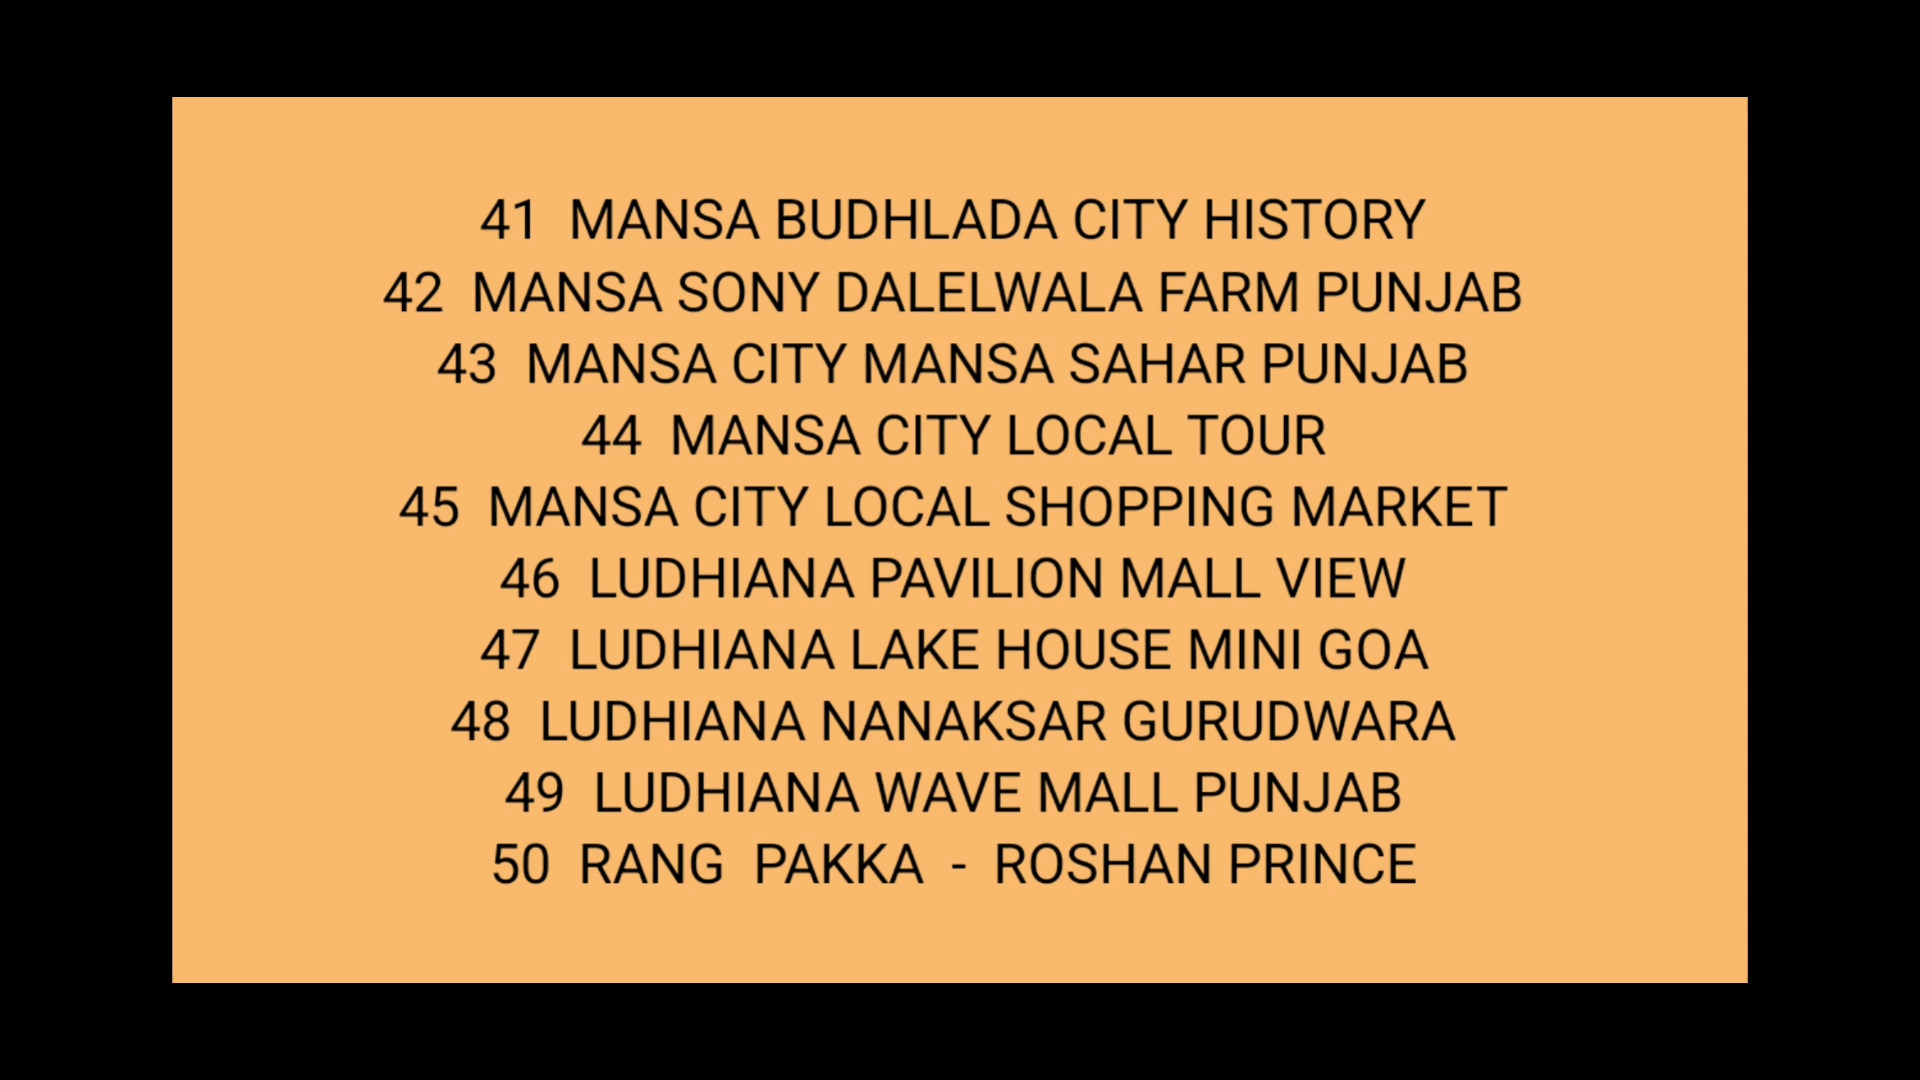 41  MANSA BUDHLADA CITY HISTORY
42  MANSA SONY DALELWALA FARM PUNJAB
43  MANSA CITY MANSA SAHAR PUNJAB
44  MANSA CITY LOCAL TOUR
45  MANSA CITY LOCAL SHOPPING MARKET
46  LUDHIANA PAVILION MALL VIEW
47  LUDHIANA LAKE HOUSE MINI GOA
48  LUDHIANA NANAKSAR GURUDWARA
49  LUDHIANA WAVE MALL PUNJAB
50  RANG  PAKKA  -  ROSHAN PRINCE